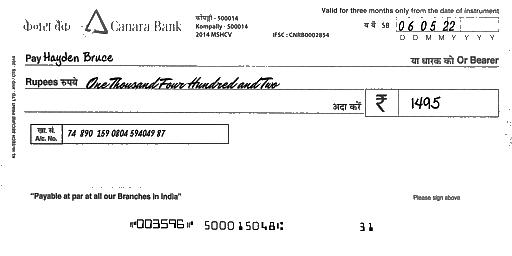 केनरा बैंक Canara Bank
कोंपल्ली - 500014
Kompally - 500014
2014 MSHCV
IFSC : CNRB0002854
Valid for three months only from the date of instrument
SB 06 05 22
D D M M Y Y Y Y
Pay Hayden Bruce या धारक को Or Bearer
Rupees रुपये One Thousand Four Hundred and Two
अदा करें ₹ 1495
खा. सं.
A/c. No. 74 890 159 0804 594049 87
"Payable at par at all our Branches in India"
Please sign above
⑈003596⑈ 500015048⑆ 31